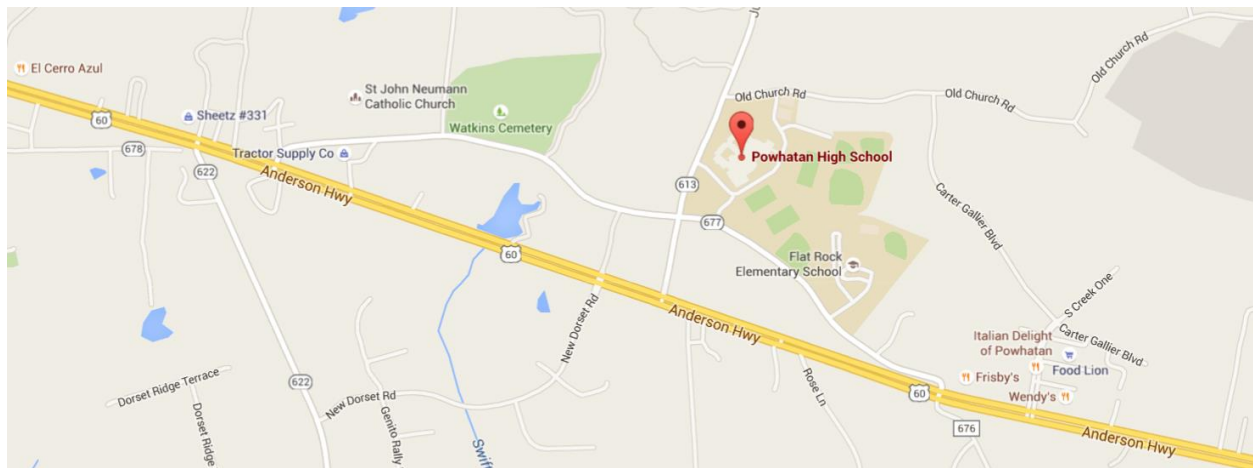 El Cerro Azul
60
Sheetz #331
678
622
Tractor Supply Co
Anderson Hwy
St John Neumann
Catholic Church
Watkins Cemetery
Old Church Rd
Old Church Rd
Old Church Rd
Powhatan High School
613
677
Flat Rock
Elementary School
Carter Gallier Blvd
S Creek One
Carter Gallier Blvd
60
New Dorset Rd
Anderson Hwy
Italian Delight
of Powhatan
Food Lion
Frisby's
Wendy's
60
Rose Ln
676
Anderson Hwy
Dorset Ridge Terrace
Dorset Ridge
622
New Dorset Rd
Genito Rally
Swift